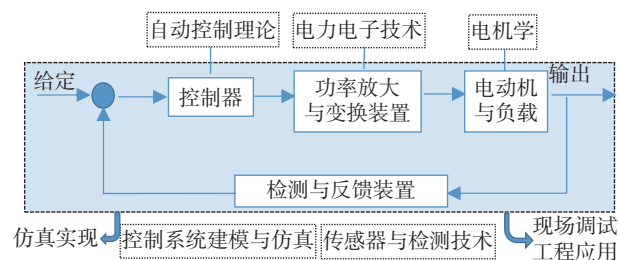 自动控制理论
电力电子技术
电机学
给定
控制器
功率放大
与变换装置
电动机
与负载
输出
检测与反馈装置
仿真实现
控制系统建模与仿真
传感器与检测技术
现场调试
工程应用